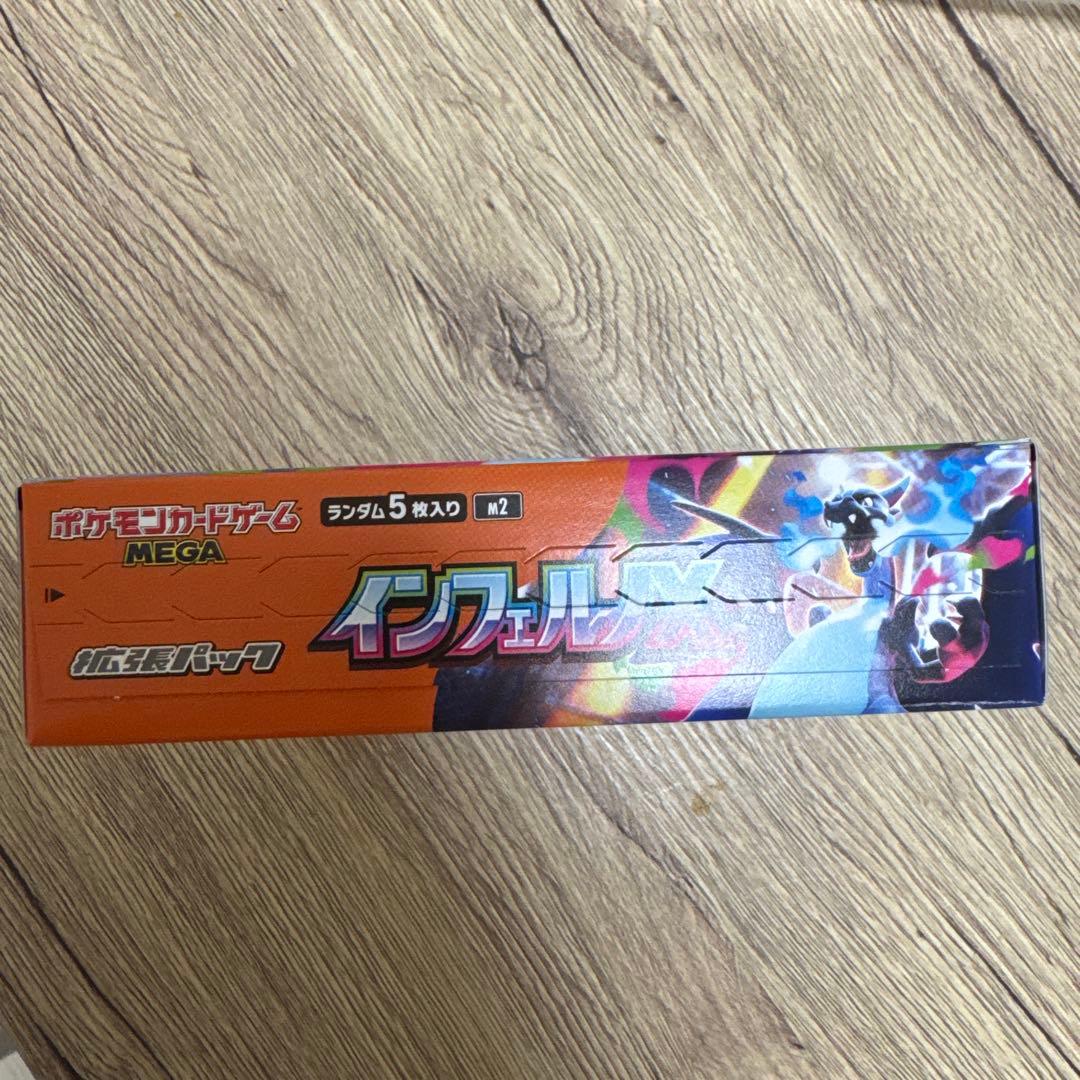 ポケモンカードゲーム
MEGA
ランダム5枚入り
M2
インフェルノX
拡張パック